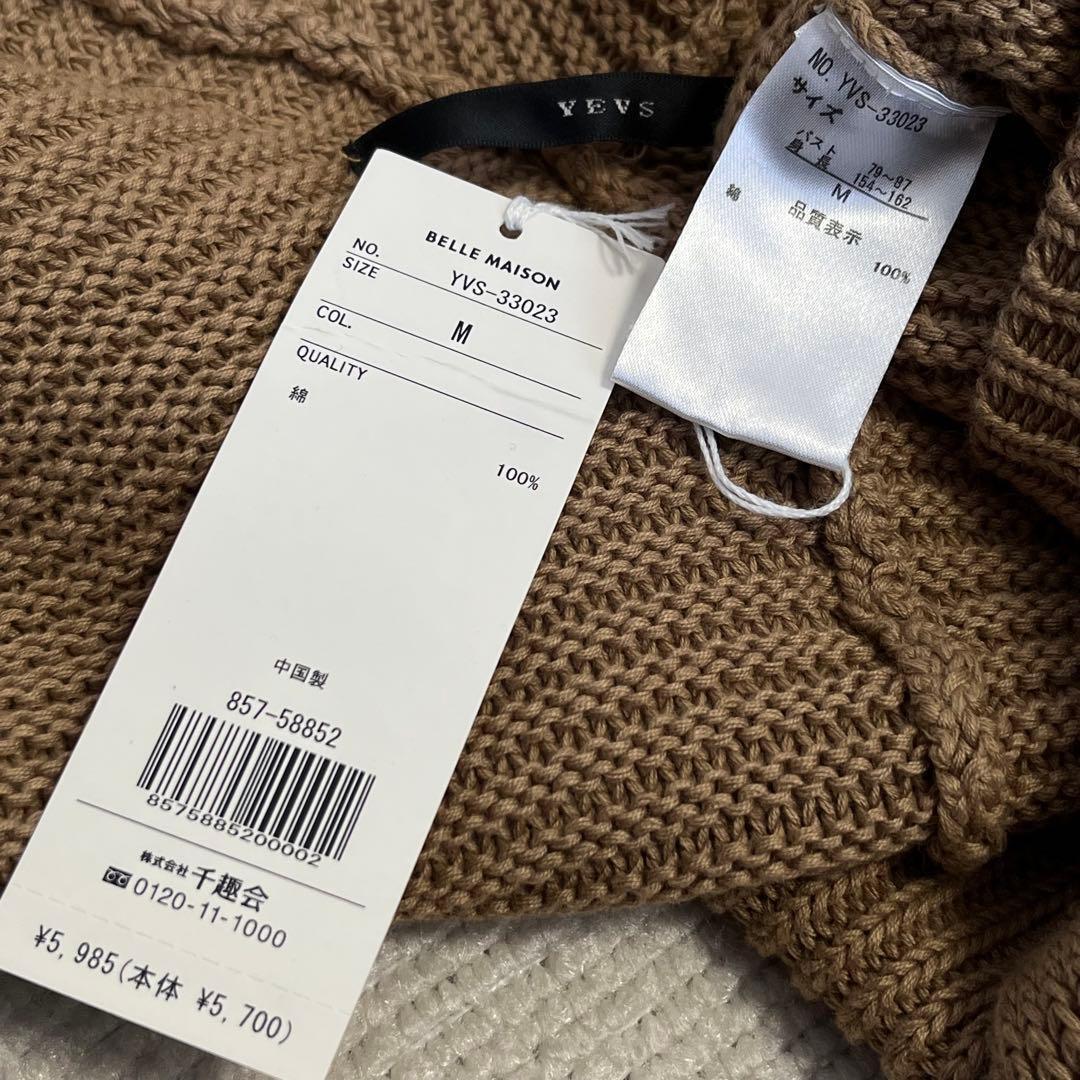 YEVS
NO. YVS-33023
サイズ
バスト 79～87
身長 154～162
M
品質表示
綿 100%
BELLE MAISON
NO. YVS-33023
SIZE M
COL.
QUALITY
綿 100%
中国製
857-58852
8575885200002
株式会社 千趣会
0120-11-1000
¥5,985(本体 ¥5,700)